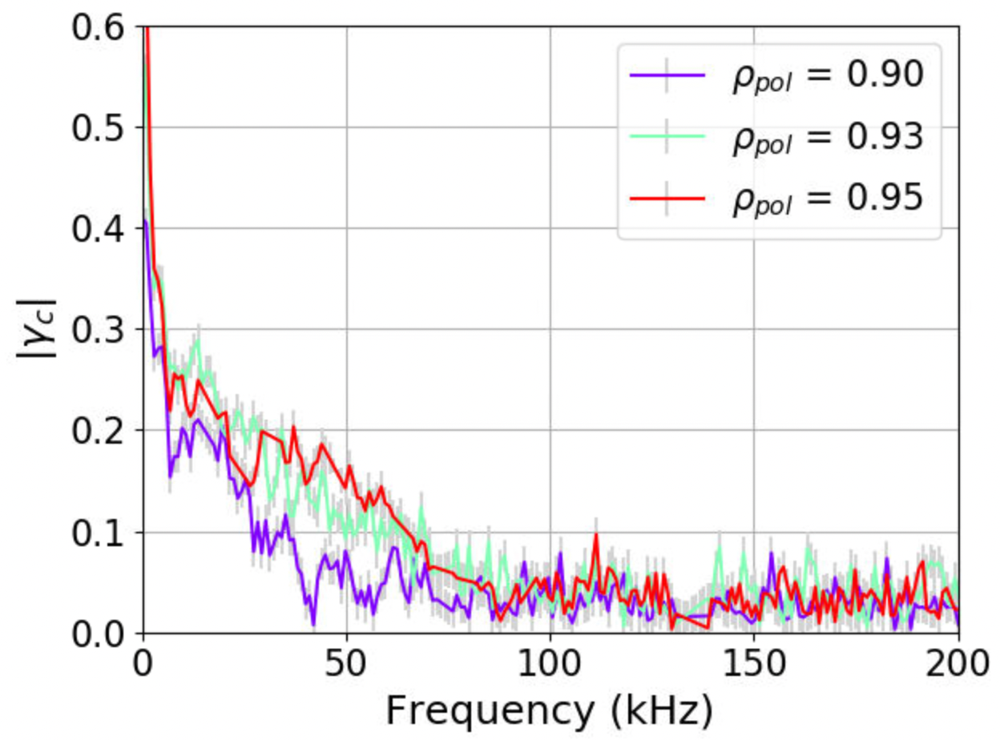 0.6
0.5
0.4
0.3
0.2
0.1
0.0
|γc|
ρpol = 0.90
ρpol = 0.93
ρpol = 0.95
0 50 100 150 200
Frequency (kHz)